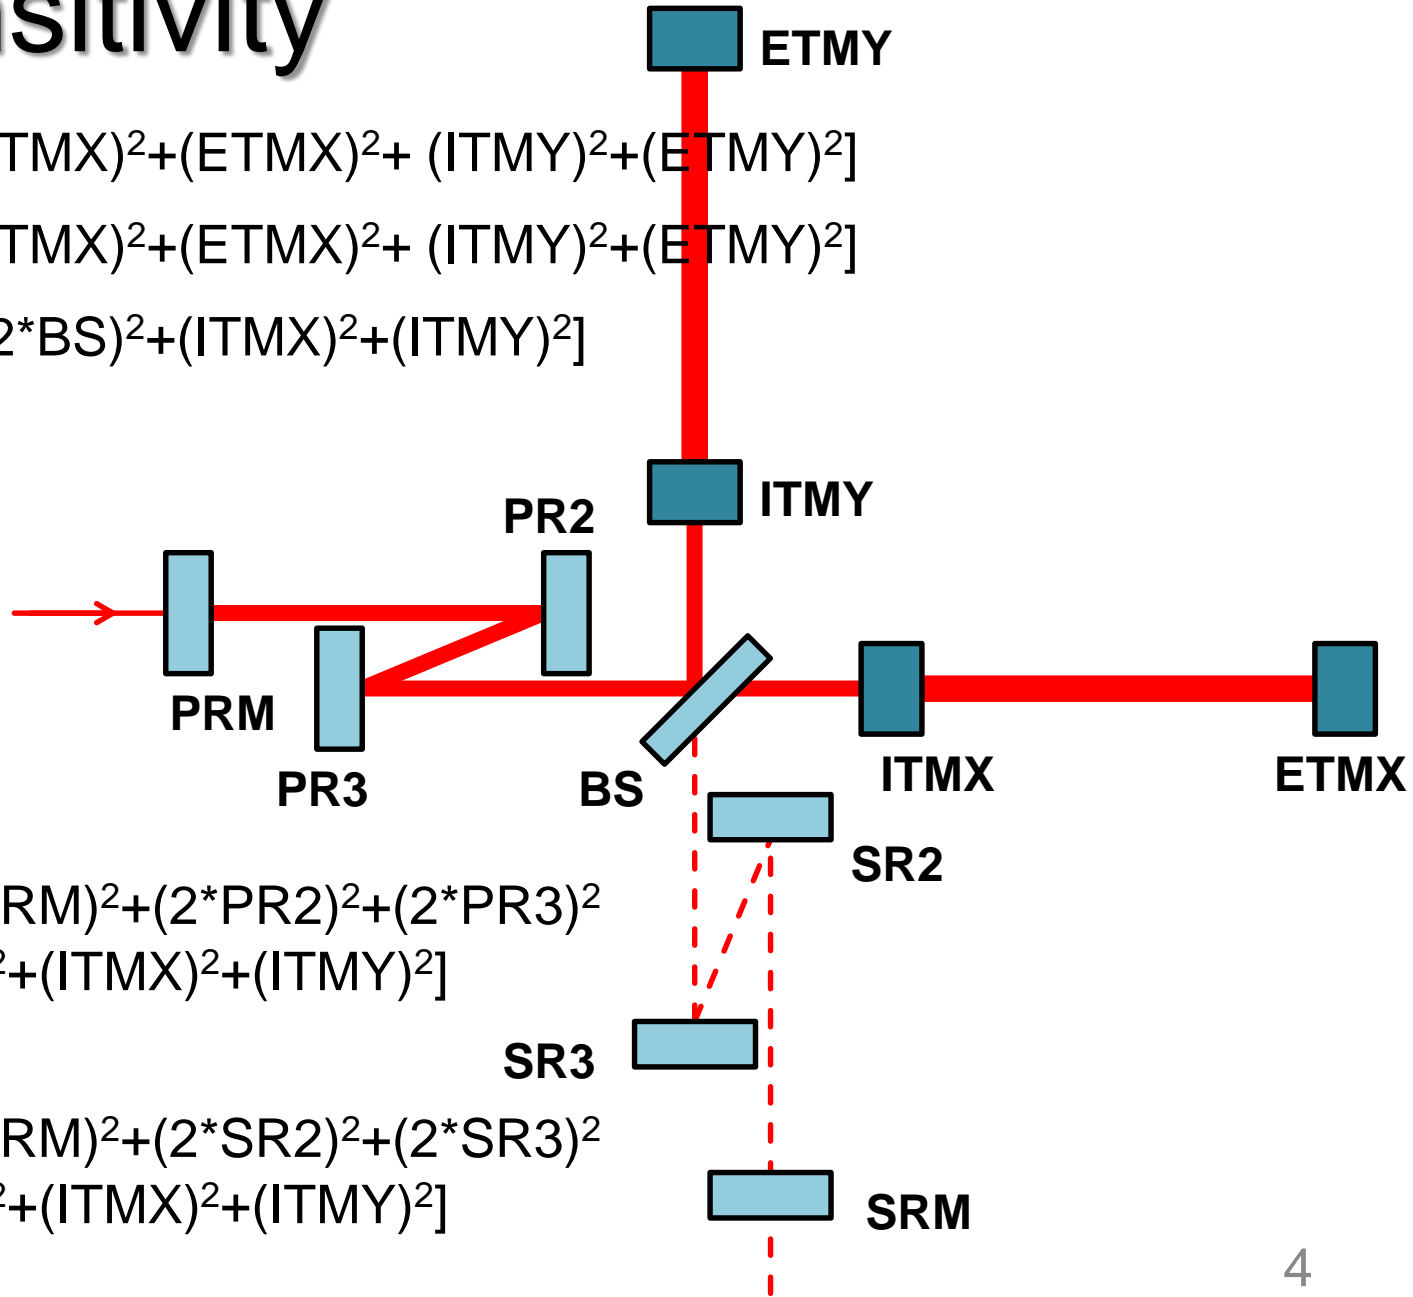 nsitivity
ETMY
TMX)²+(ETMX)²+ (ITMY)²+(ETMY)²]
TMX)²+(ETMX)²+ (ITMY)²+(ETMY)²]
2*BS)²+(ITMX)²+(ITMY)²]
ITMY
PR2
PRM
PR3
BS
ITMX
ETMX
SR2
RM)²+(2*PR2)²+(2*PR3)²
²+(ITMX)²+(ITMY)²]
SR3
RM)²+(2*SR2)²+(2*SR3)²
²+(ITMX)²+(ITMY)²]
SRM
4